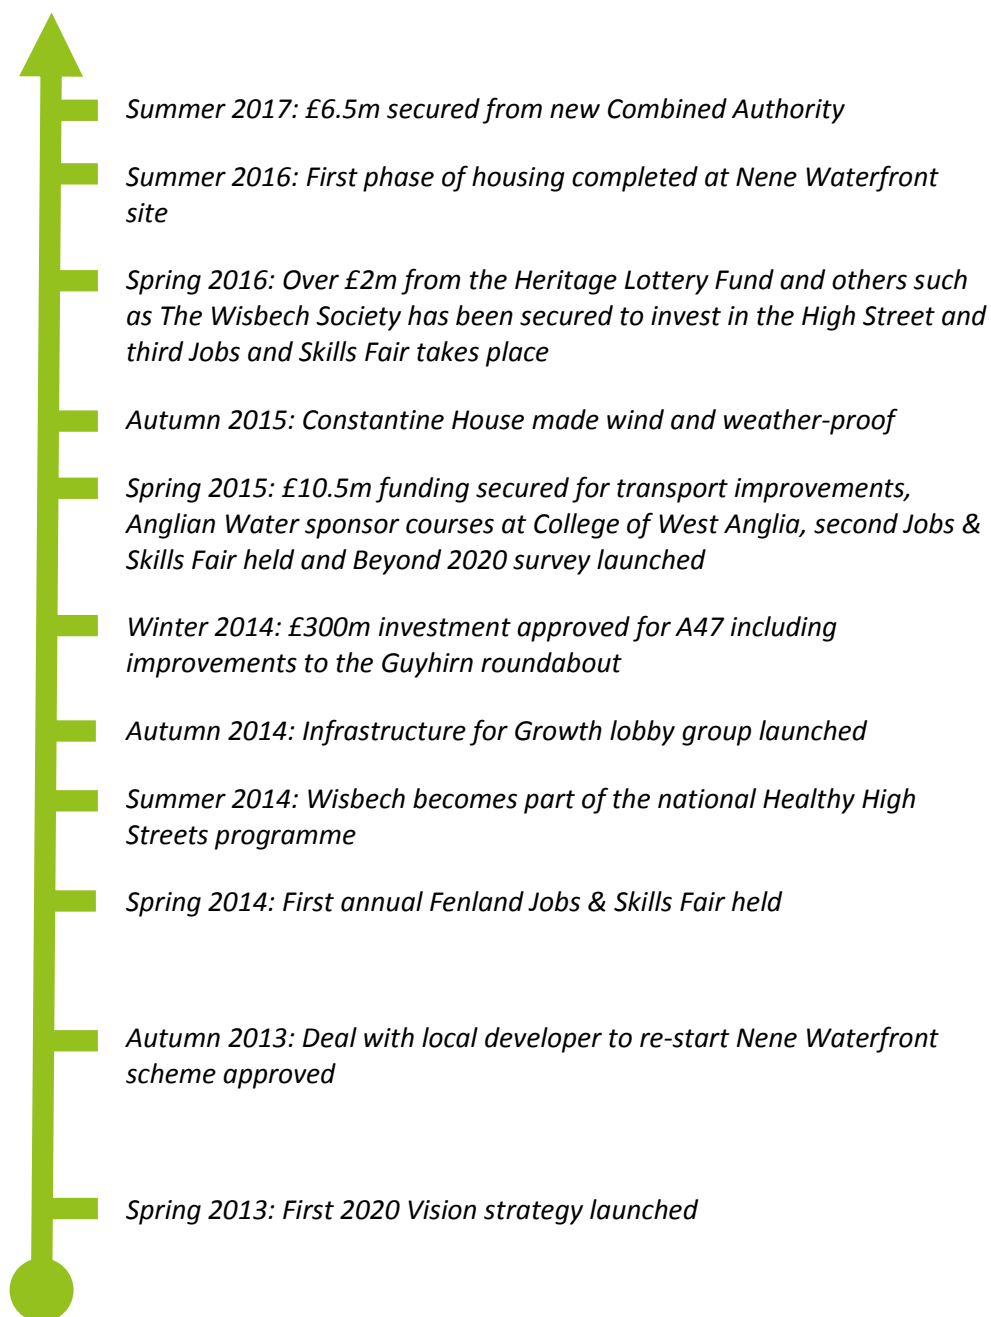 Summer 2017: £6.5m secured from new Combined Authority
Summer 2016: First phase of housing completed at Nene Waterfront
site
Spring 2016: Over £2m from the Heritage Lottery Fund and others such
as The Wisbech Society has been secured to invest in the High Street and
third Jobs and Skills Fair takes place
Autumn 2015: Constantine House made wind and weather-proof
Spring 2015: £10.5m funding secured for transport improvements,
Anglian Water sponsor courses at College of West Anglia, second Jobs &
Skills Fair held and Beyond 2020 survey launched
Winter 2014: £300m investment approved for A47 including
improvements to the Guyhirn roundabout
Autumn 2014: Infrastructure for Growth lobby group launched
Summer 2014: Wisbech becomes part of the national Healthy High
Streets programme
Spring 2014: First annual Fenland Jobs & Skills Fair held
Autumn 2013: Deal with local developer to re-start Nene Waterfront
scheme approved
Spring 2013: First 2020 Vision strategy launched